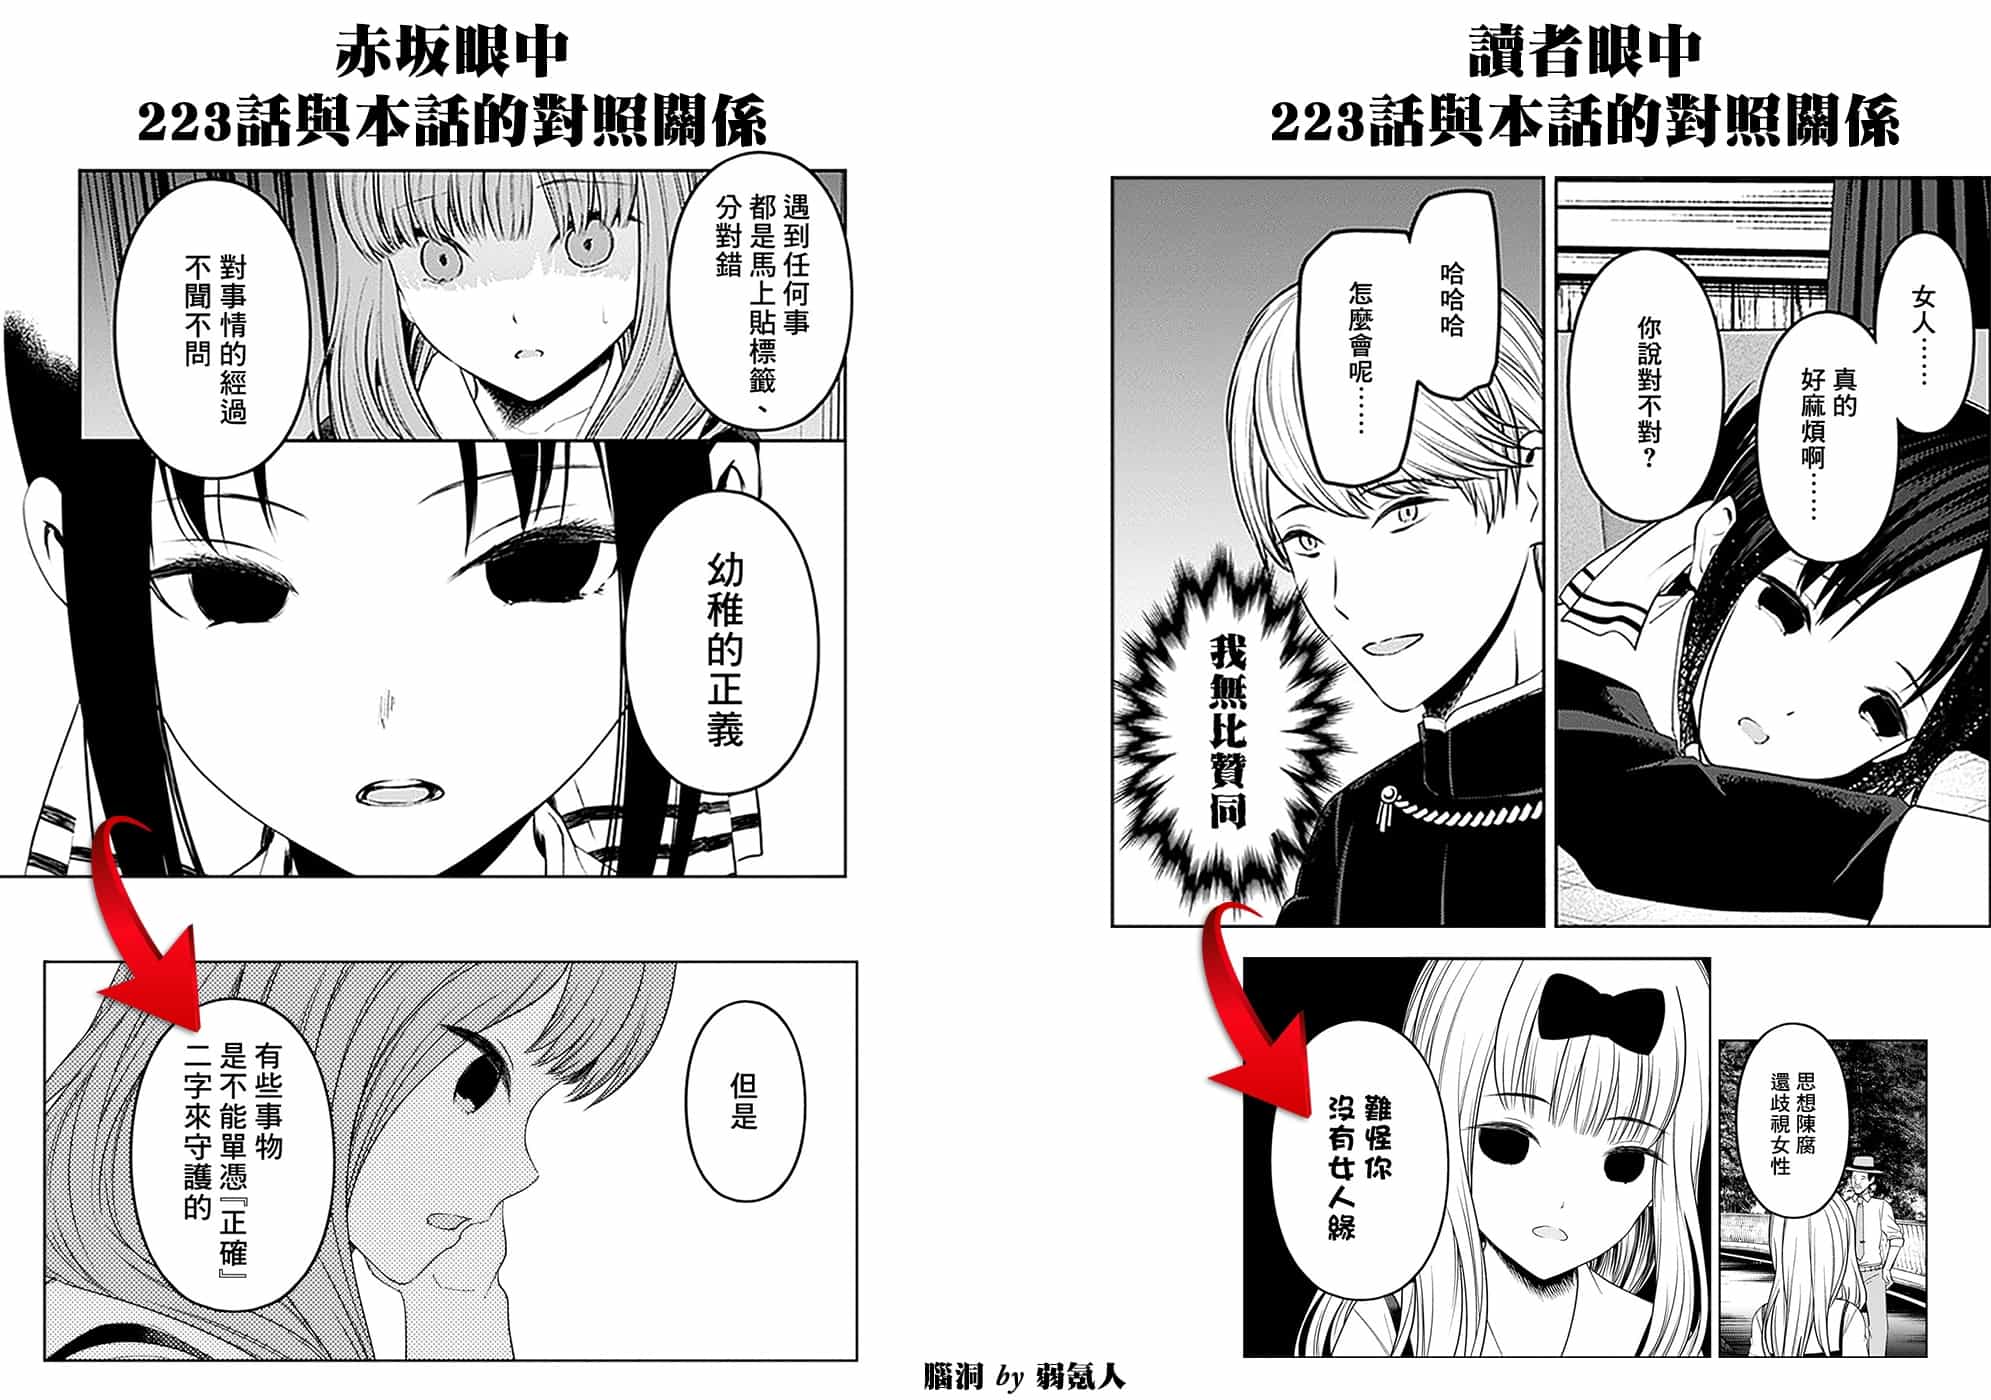 讀者眼中
223話與本話的對照關係
女人……
真的
好麻煩啊……
你說對不對？
哈哈哈
怎麼會呢……
我無比贊同
思想陳腐
還歧視女性
難怪你
沒有女人緣
赤坂眼中
223話與本話的對照關係
遇到任何事
都是馬上貼標籤、
分對錯
對事情的經過
不聞不問
幼稚的正義
但是
有些事物
是不能單憑『正確』
二字來守護的
腦洞 by 弱氪人